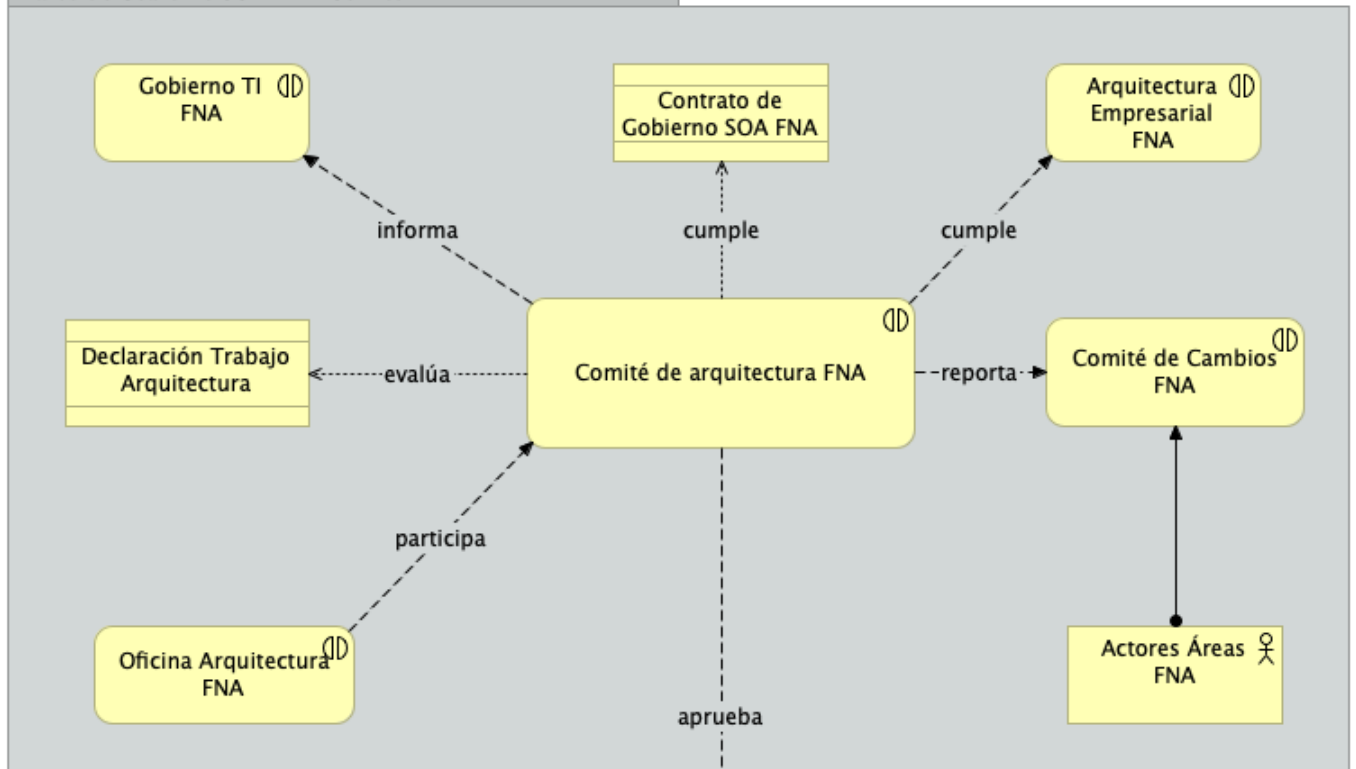 Gobierno TI
FNA
Contrato de
Gobierno SOA FNA
Arquitectura
Empresarial
FNA
informa
cumple
cumple
Declaración Trabajo
Arquitectura
evalúa
Comité de arquitectura FNA
reporta
Comité de Cambios
FNA
participa
Oficina Arquitectura
FNA
Actores Áreas
FNA
aprueba